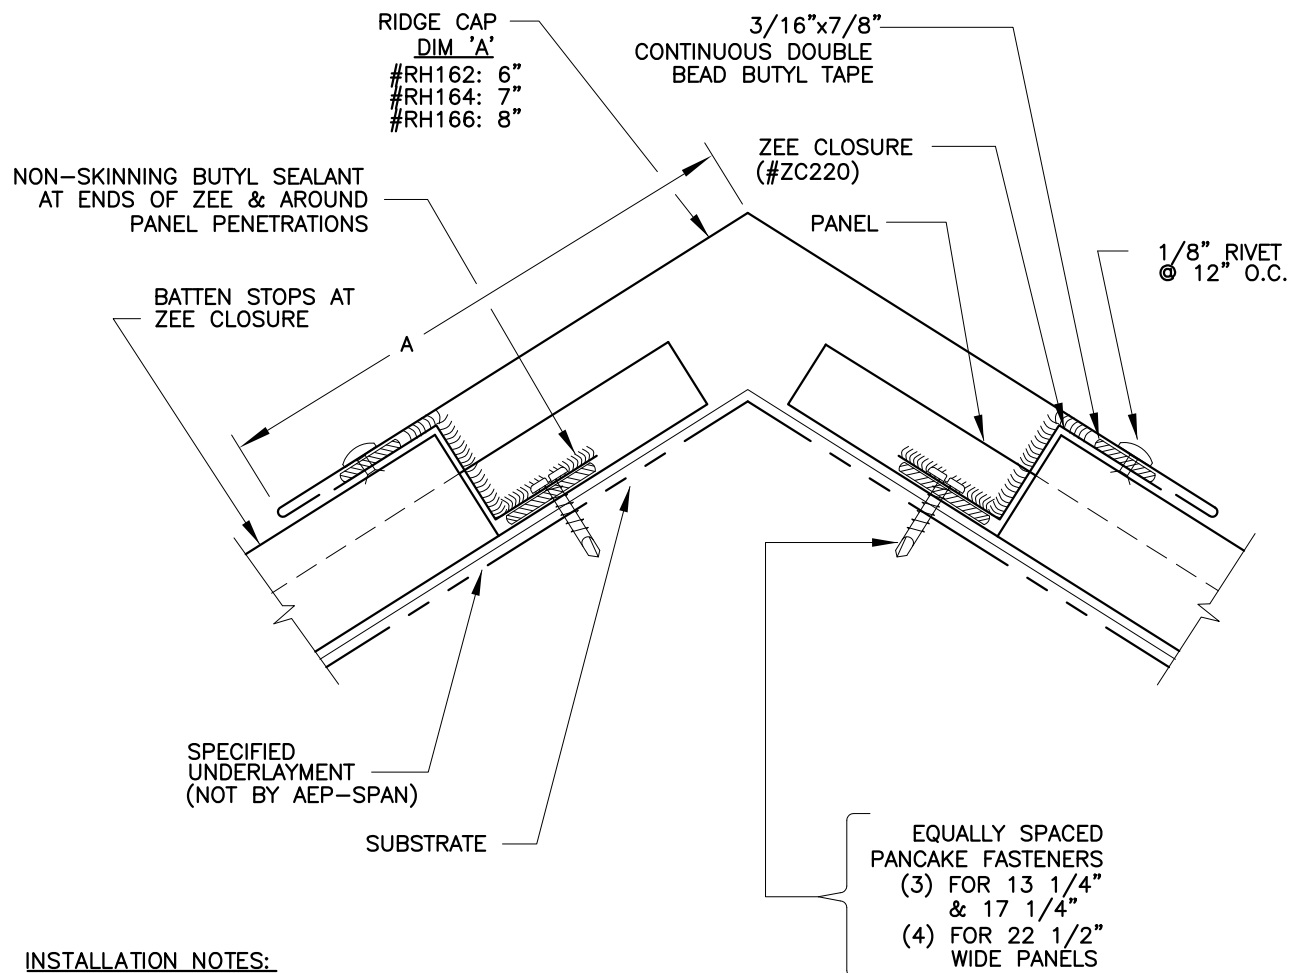 RIDGE CAP
DIM 'A'
#RH162: 6"
#RH164: 7"
#RH166: 8"
3/16"x7/8"
CONTINUOUS DOUBLE
BEAD BUTYL TAPE
ZEE CLOSURE
(#ZC220)
NON-SKINNING BUTYL SEALANT
AT ENDS OF ZEE & AROUND
PANEL PENETRATIONS
PANEL
1/8" RIVET
@ 12" O.C.
BATTEN STOPS AT
ZEE CLOSURE
A
SPECIFIED
UNDERLAYMENT
(NOT BY AEP-SPAN)
SUBSTRATE
EQUALLY SPACED
PANCAKE FASTENERS
(3) FOR 13 1/4"
& 17 1/4"
(4) FOR 22 1/2"
WIDE PANELS
INSTALLATION NOTES: